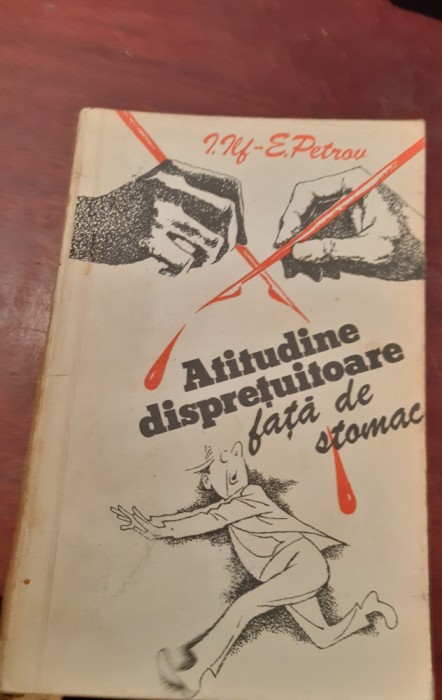 I. Ilf - E. Petrov
Atitudine
disprețuitoare
față de
stomac